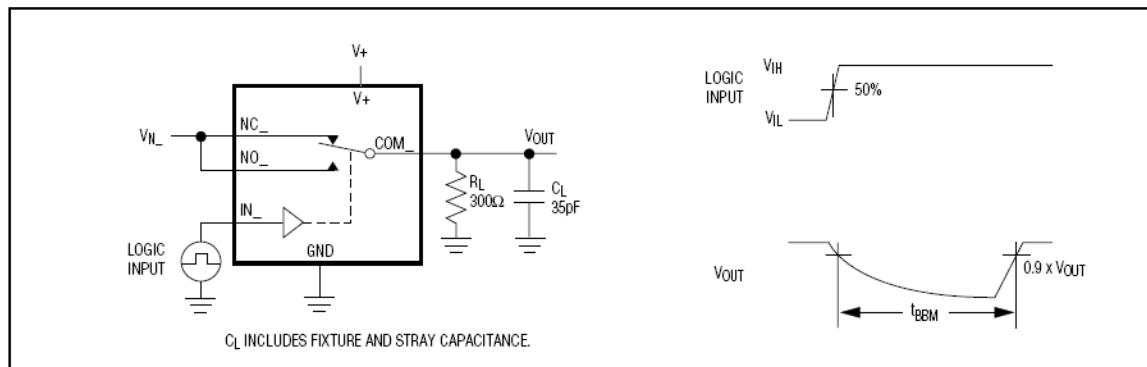 V+
V+
V_N_
NC_
COM_
V_OUT
NO_
R_L
300Ω
C_L
35pF
IN_
LOGIC
INPUT
GND
C_L INCLUDES FIXTURE AND STRAY CAPACITANCE.
LOGIC
INPUT
V_IH
50%
V_IL
V_OUT
0.9 x V_OUT
t_BBM